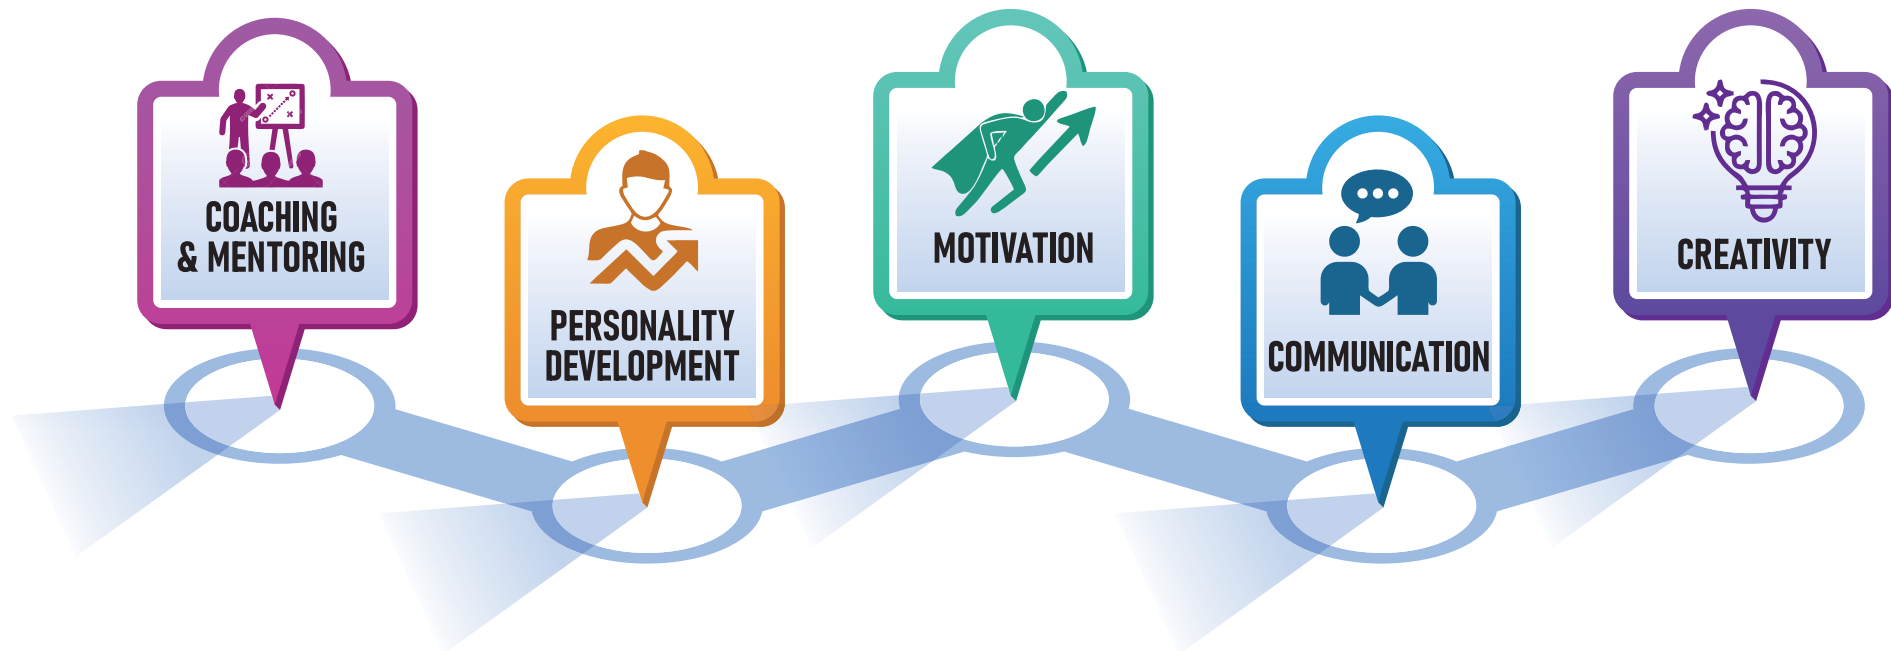 COACHING
& MENTORING
PERSONALITY
DEVELOPMENT
MOTIVATION
COMMUNICATION
CREATIVITY